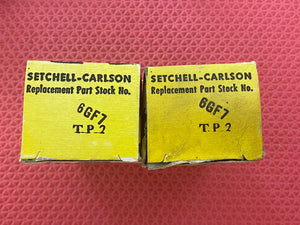 SETCHELL-CARLSON
Replacement Part Stock No.
6GF7
T.P.2
SETCHELL-CARLSON
Replacement Part Stock No.
6GF7
T.P.2